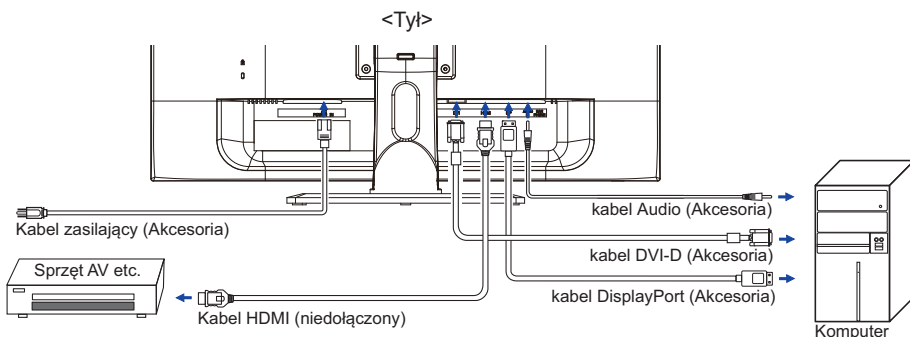 <Tył>
kabel Audio (Akcesoria)
Kabel zasilający (Akcesoria)
kabel DVI-D (Akcesoria)
Sprzęt AV etc.
kabel DisplayPort (Akcesoria)
Kabel HDMI (niedołączony)
Komputer